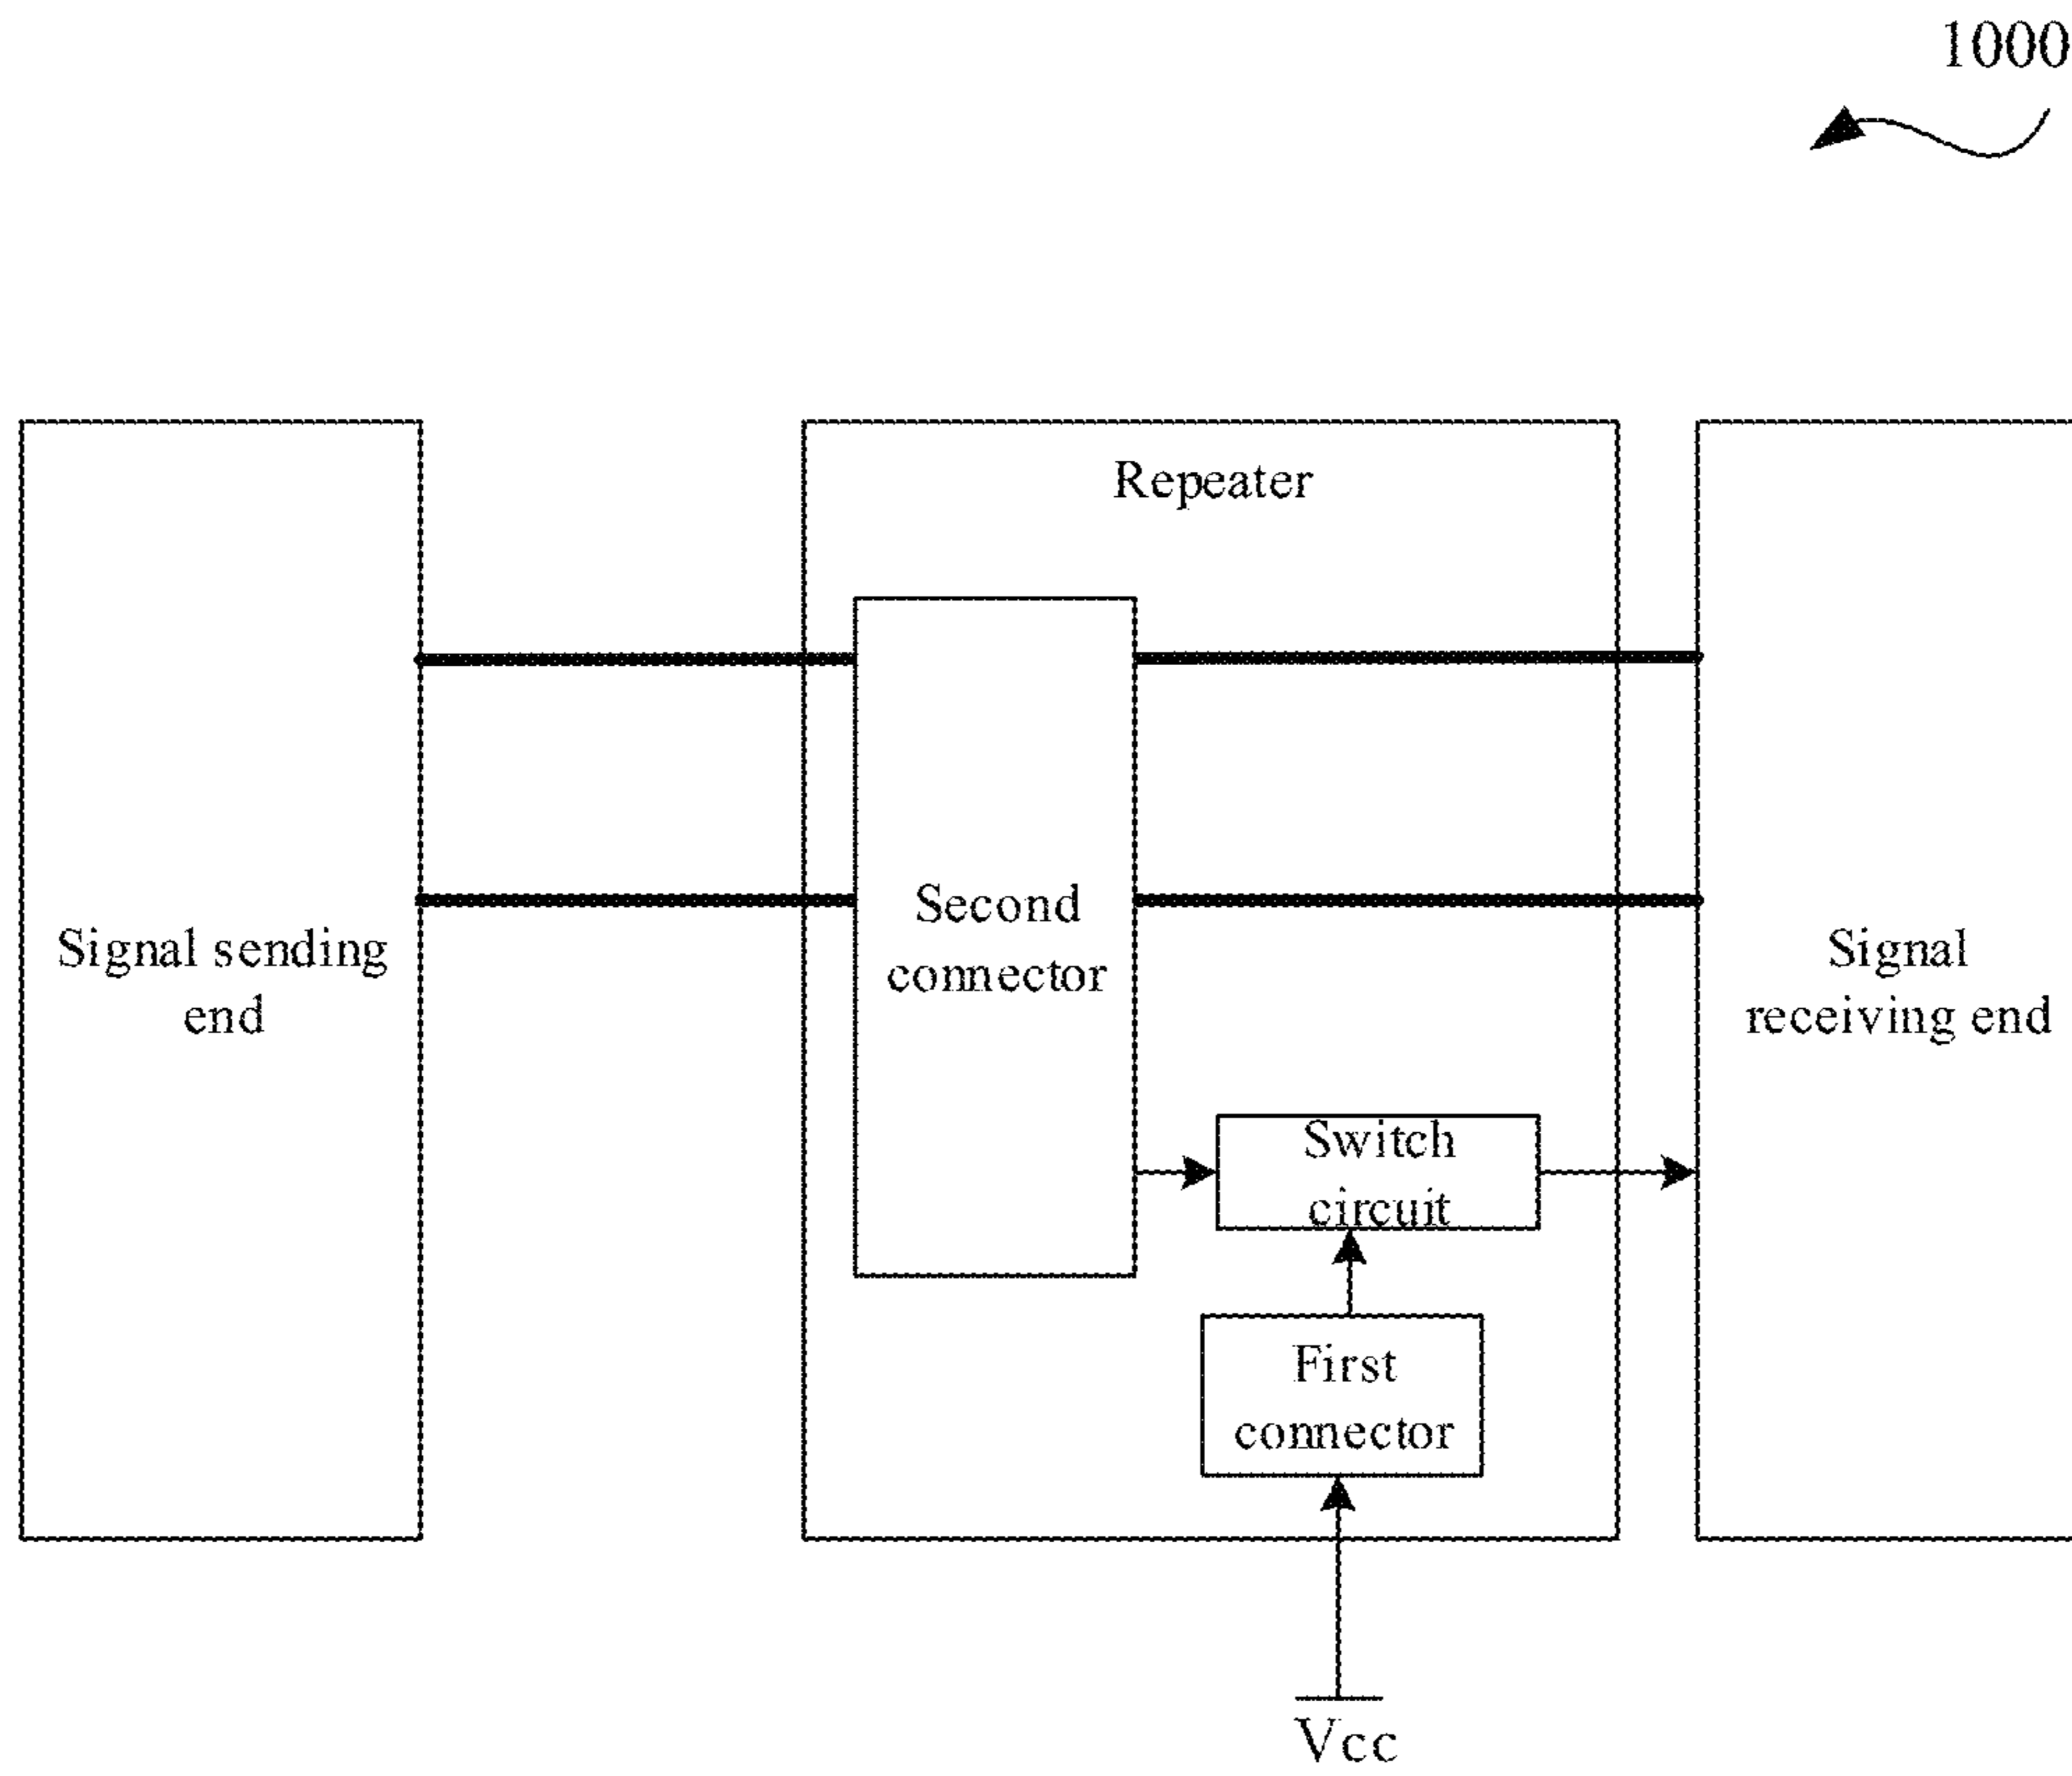 1000
Repeater
Signal sending
end
Second
connector
Signal
receiving end
Switch
circuit
First
connector
Vcc